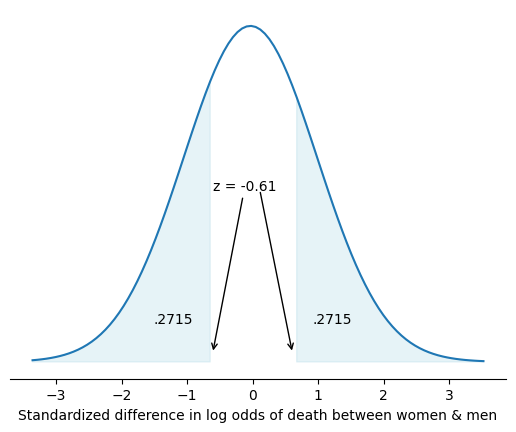 z = -0.61
.2715 .2715
−3 −2 −1 0 1 2 3
Standardized difference in log odds of death between women & men